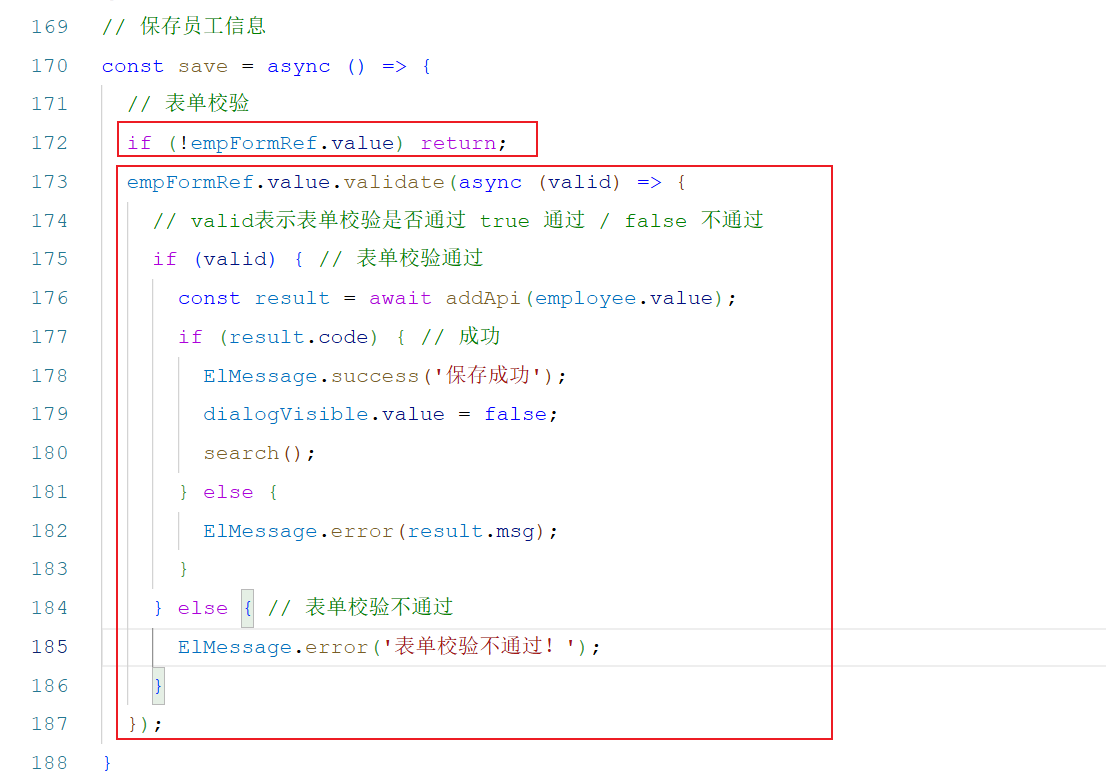 169 // 保存员工信息
170 const save = async () => {
171 // 表单校验
172 if (!empFormRef.value) return;
173 empFormRef.value.validate(async (valid) => {
174 // valid表示表单校验是否通过 true 通过 / false 不通过
175 if (valid) { // 表单校验通过
176 const result = await addApi(employee.value);
177 if (result.code) { // 成功
178 ElMessage.success('保存成功');
179 dialogVisible.value = false;
180 search();
181 } else {
182 ElMessage.error(result.msg);
183 }
184 } else { // 表单校验不通过
185 ElMessage.error('表单校验不通过！');
186 }
187 });
188 }